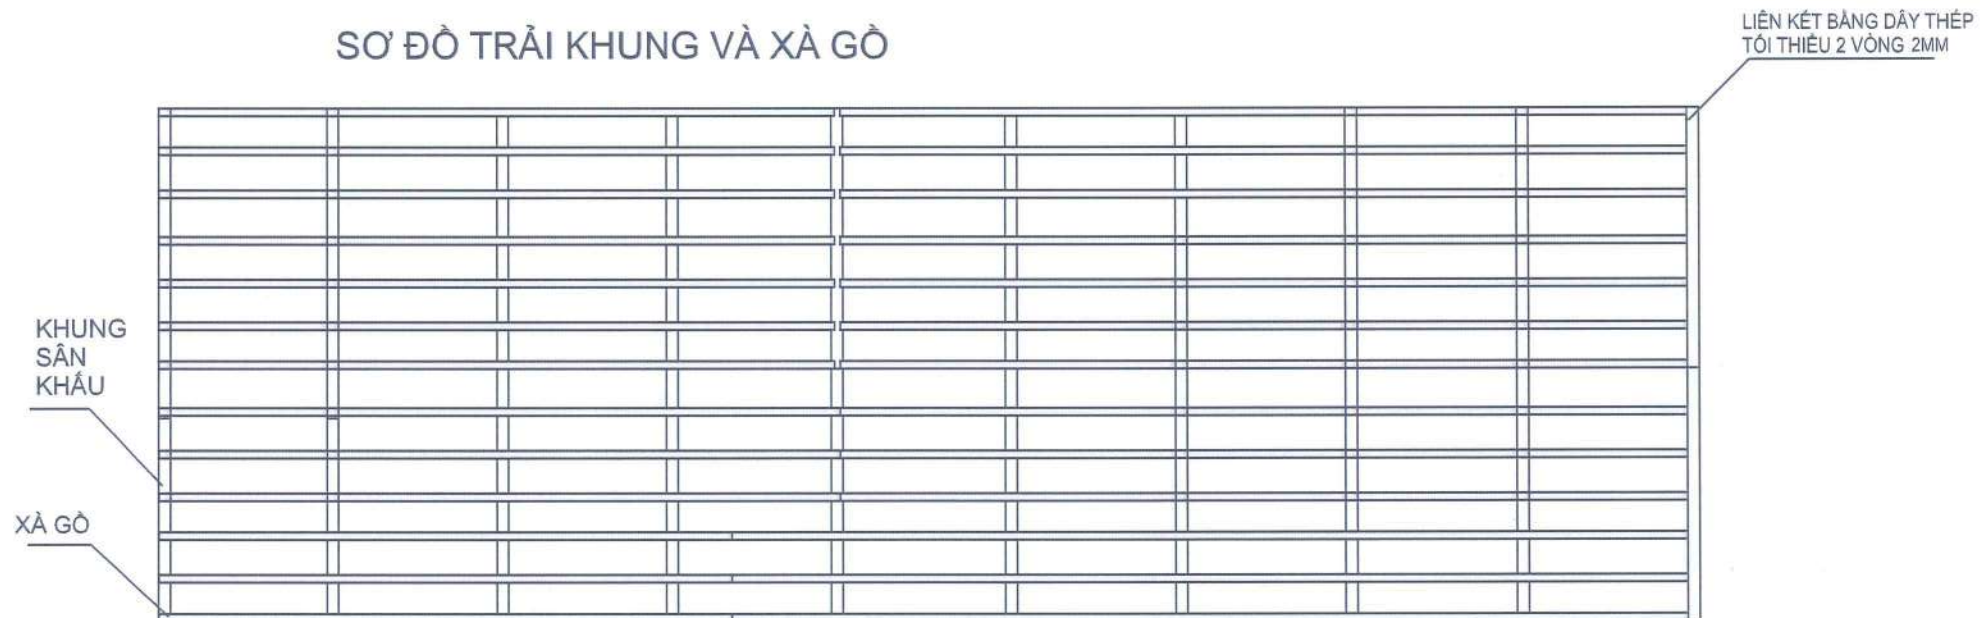 SƠ ĐỒ TRẢI KHUNG VÀ XÀ GỒ
LIÊN KẾT BẰNG DÂY THÉP
TỐI THIỂU 2 VÒNG 2MM
KHUNG
SÂN
KHẤU
XÀ GỒ